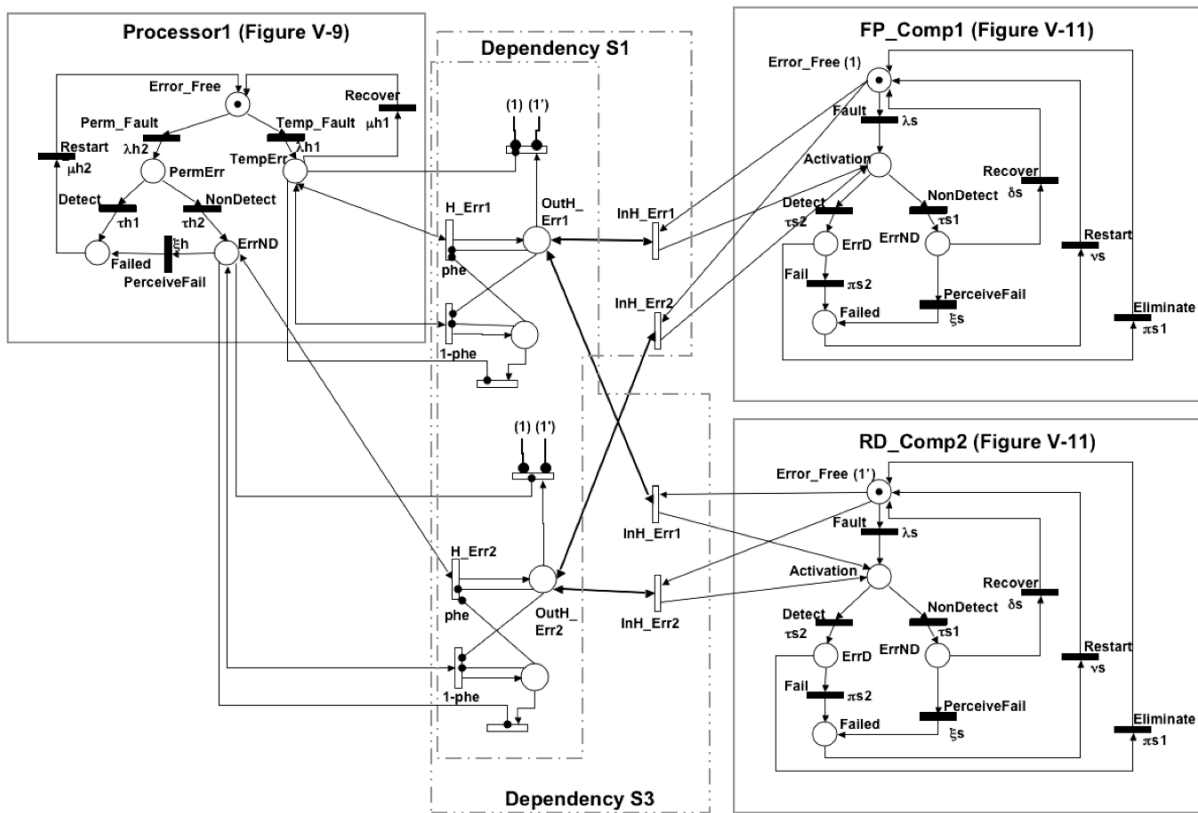 Processor1 (Figure V-9)
Error_Free
Recover
μh1
Perm_Fault
λh2
Temp_Fault
λh1
Restart
μh2
PermErr
TempErr
Detect
τh1
NonDetect
τh2
ErrND
Failed
ξh
PerceiveFail
Dependency S1
(1) (1')
H_Err1
OutH_
Err1
phe
1-phe
InH_Err1
InH_Err2
(1) (1')
H_Err2
OutH_
Err2
phe
1-phe
InH_Err1
InH_Err2
Dependency S3
FP_Comp1 (Figure V-11)
Error_Free (1)
Fault
λs
Activation
Detect
τs2
NonDetect
τs1
Recover
δs
ErrD
ErrND
Restart
νs
Fail
πs2
PerceiveFail
ξs
Failed
Eliminate
πs1
RD_Comp2 (Figure V-11)
Error_Free (1')
Fault
λs
Activation
Detect
τs2
NonDetect
τs1
Recover
δs
ErrD
ErrND
Restart
νs
Fail
πs2
PerceiveFail
ξs
Failed
Eliminate
πs1